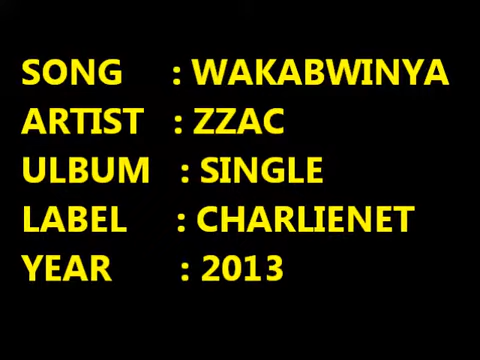 SONG : WAKABWINYA
ARTIST : ZZAC
ULBUM : SINGLE
LABEL : CHARLIENET
YEAR : 2013